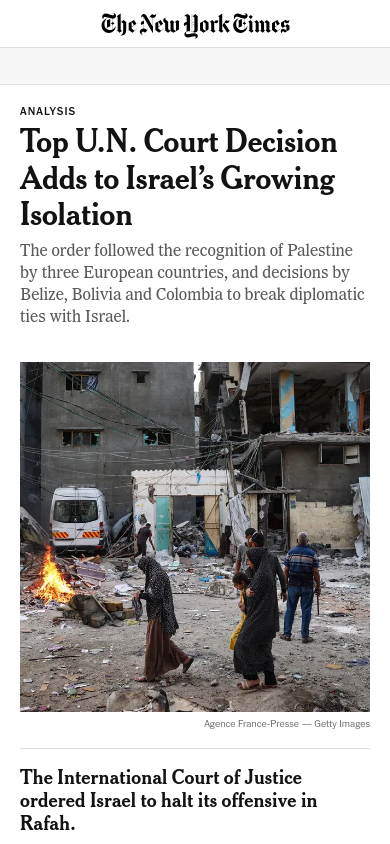 The New York Times
ANALYSIS
Top U.N. Court Decision
Adds to Israel’s Growing
Isolation
The order followed the recognition of Palestine
by three European countries, and decisions by
Belize, Bolivia and Colombia to break diplomatic
ties with Israel.
Agence France-Presse — Getty Images
The International Court of Justice
ordered Israel to halt its offensive in
Rafah.